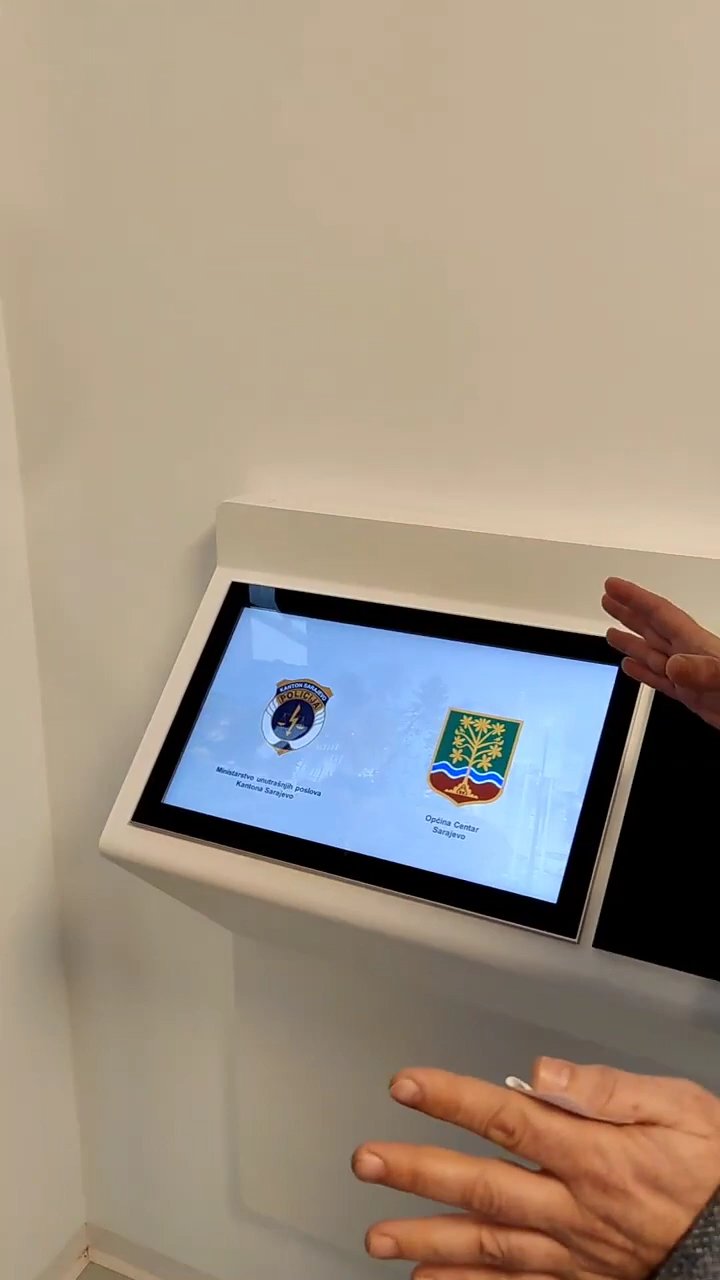 KANTON SARAJEVO
POLICIJA
Ministarstvo unutrašnjih poslova
Kantona Sarajevo
Općina Centar
Sarajevo